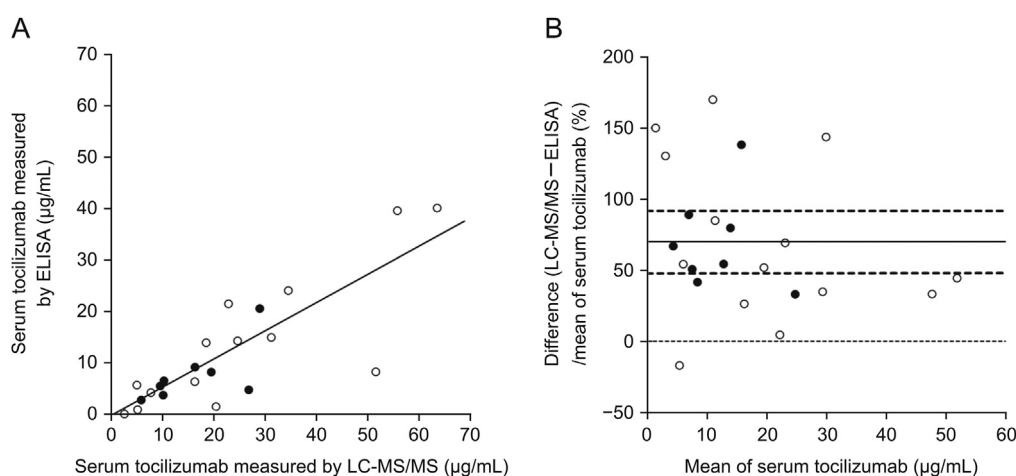 A
Serum tocilizumab measured
by ELISA (µg/mL)
70
60
50
40
30
20
10
0
0 10 20 30 40 50 60 70
Serum tocilizumab measured by LC-MS/MS (µg/mL)
B
Difference (LC-MS/MS−ELISA)
/mean of serum tocilizumab (%)
200
150
100
50
0
−50
0 10 20 30 40 50 60
Mean of serum tocilizumab (µg/mL)